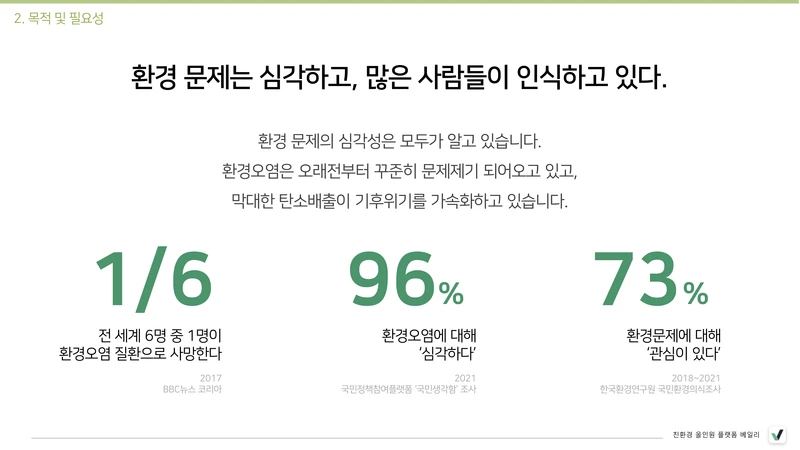 2. 목적 및 필요성
환경 문제는 심각하고, 많은 사람들이 인식하고 있다.
환경 문제의 심각성은 모두가 알고 있습니다.
환경오염은 오래전부터 꾸준히 문제제기 되어오고 있고,
막대한 탄소배출이 기후위기를 가속화하고 있습니다.
1/6
전 세계 6명 중 1명이
환경오염 질환으로 사망한다
2017
BBC뉴스 코리아
96%
환경오염에 대해
‘심각하다’
2021
국민정책참여플랫폼 ‘국민생각함’ 조사
73%
환경문제에 대해
‘관심이 있다’
2018~2021
한국환경연구원 국민환경의식조사
친환경 올인원 플랫폼 베일리